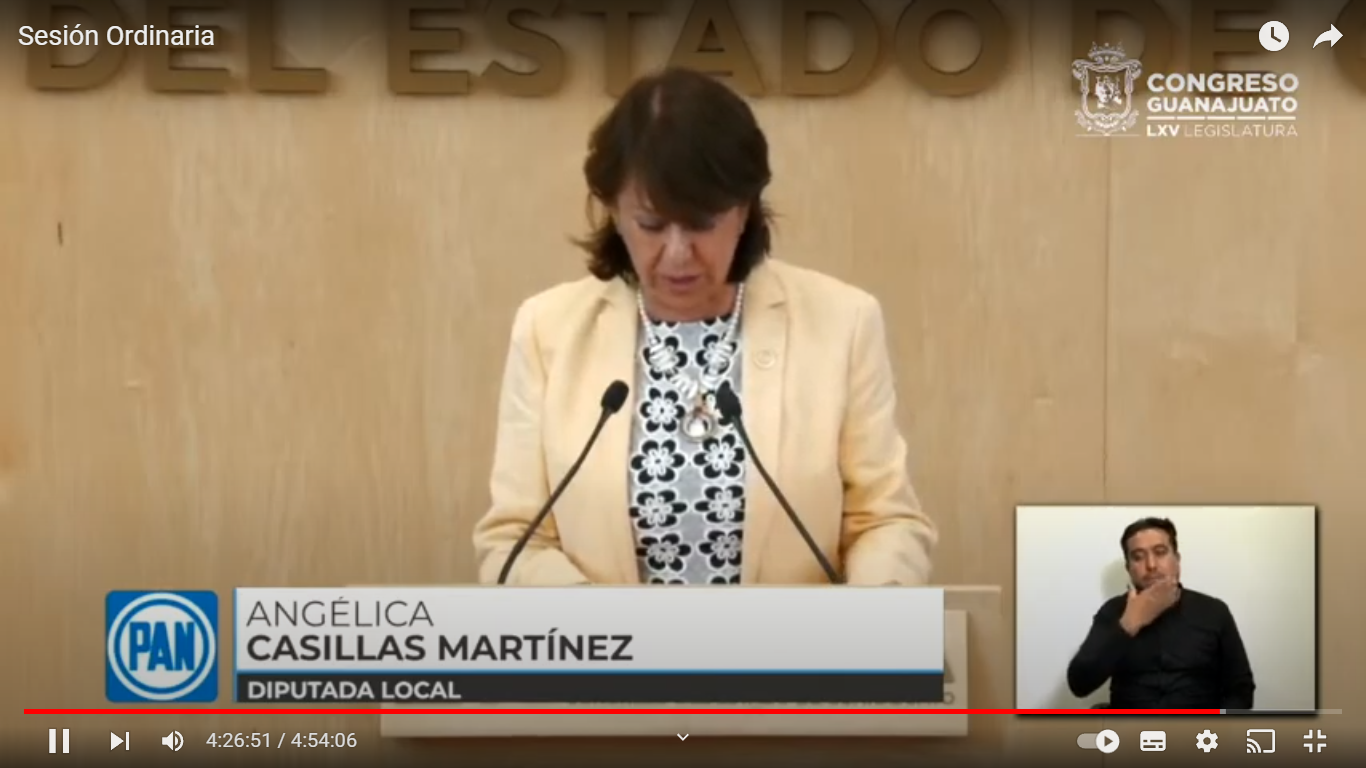 Sesión Ordinaria
DEL ESTADO DE
CONGRESO
GUANAJUATO
LXV LEGISLATURA
PAN
ANGÉLICA
CASILLAS MARTÍNEZ
DIPUTADA LOCAL
4:26:51 / 4:54:06